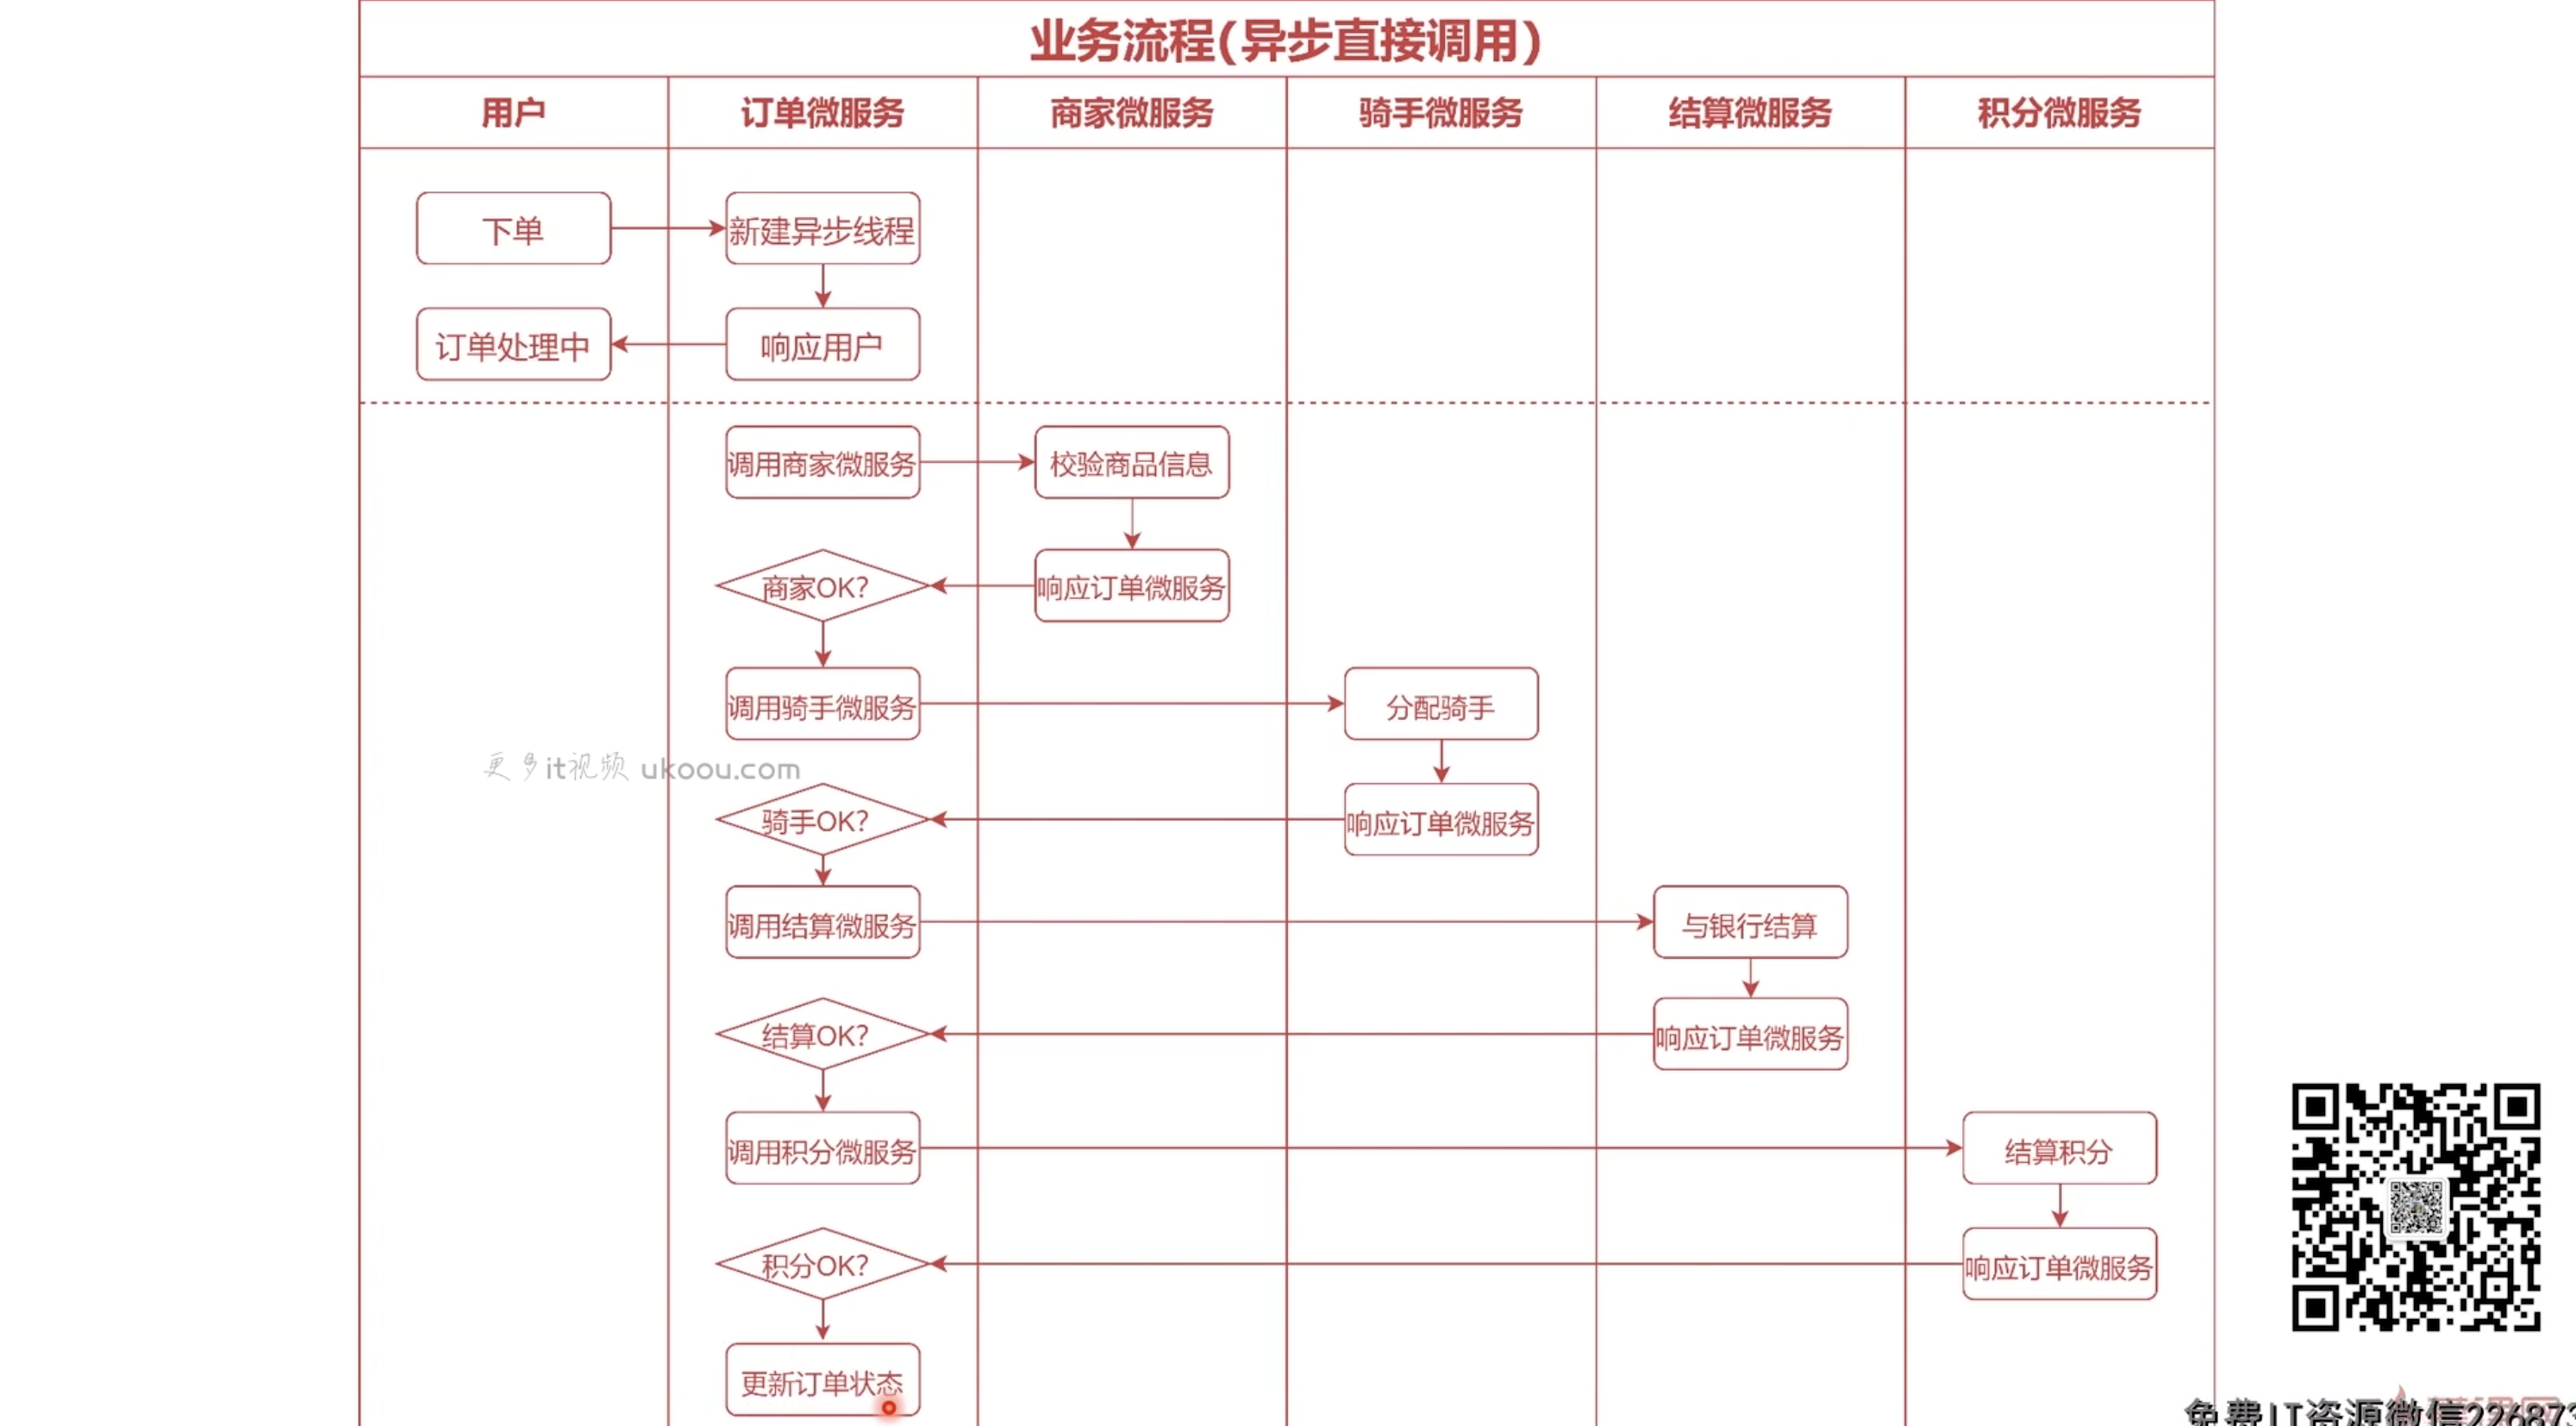 业务流程(异步直接调用)
用户
订单微服务
商家微服务
骑手微服务
结算微服务
积分微服务
下单
新建异步线程
订单处理中
响应用户
调用商家微服务
校验商品信息
商家OK?
响应订单微服务
调用骑手微服务
分配骑手
更多it视频 ukoou.com
骑手OK?
响应订单微服务
调用结算微服务
与银行结算
结算OK?
响应订单微服务
调用积分微服务
结算积分
积分OK?
响应订单微服务
更新订单状态
免费IT资源微信226873